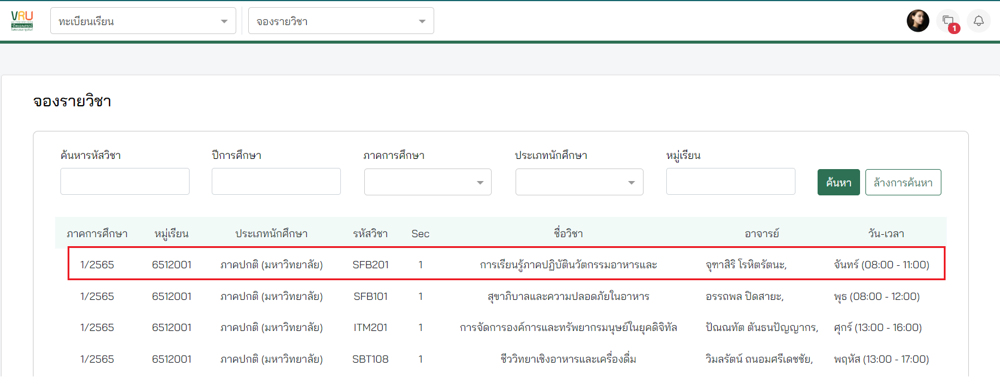 VRU
ทะเบียนเรียน
จองรายวิชา
1
จองรายวิชา
ค้นหารหัสวิชา ปีการศึกษา ภาคการศึกษา ประเภทนักศึกษา หมู่เรียน
ค้นหา ล้างการค้นหา
ภาคการศึกษา หมู่เรียน ประเภทนักศึกษา รหัสวิชา Sec ชื่อวิชา อาจารย์ วัน-เวลา
1/2565 6512001 ภาคปกติ (มหาวิทยาลัย) SFB201 1 การเรียนรู้ภาคปฏิบัตินวัตกรรมอาหารและ จุฑาสิริ โรหิตรัตนะ, จันทร์ (08:00 - 11:00)
1/2565 6512001 ภาคปกติ (มหาวิทยาลัย) SFB101 1 สุขาภิบาลและความปลอดภัยในอาหาร อรรถพล ปิดสายะ, พุธ (08:00 - 12:00)
1/2565 6512001 ภาคปกติ (มหาวิทยาลัย) ITM201 1 การจัดการองค์การและทรัพยากรมนุษย์ในยุคดิจิทัล ปัณณทัต ตันธนปัญญากร, ศุกร์ (13:00 - 16:00)
1/2565 6512001 ภาคปกติ (มหาวิทยาลัย) SBT108 1 ชีววิทยาเชิงอาหารและเครื่องดื่ม วิมลรัตน์ ถนอมศรีเดชชัย, พฤหัส (13:00 - 17:00)